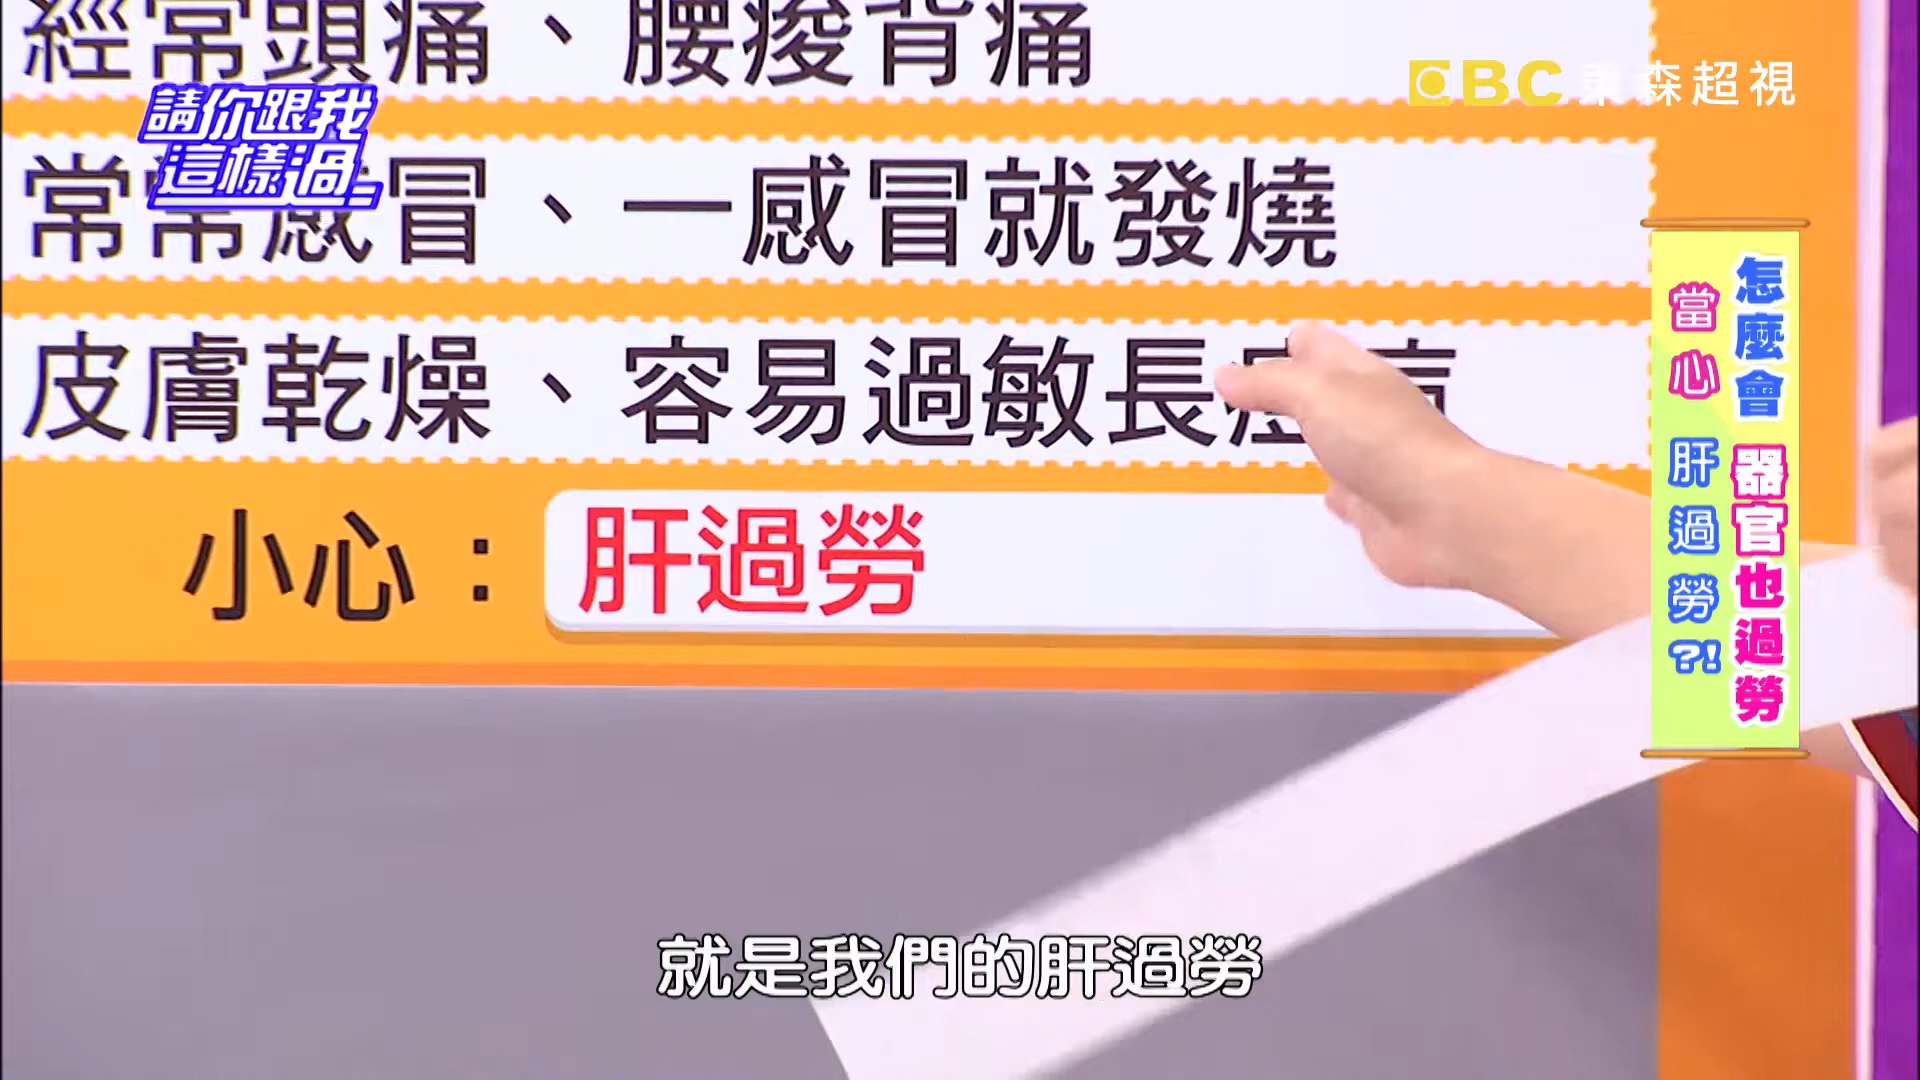 經常頭痛、腰痠背痛
EBC 東森超視
請你跟我
這樣過
常常感冒、一感冒就發燒
皮膚乾燥、容易過敏長痘
小心：肝過勞
怎麼會 器官也過勞
當心 肝過勞?!
就是我們的肝過勞